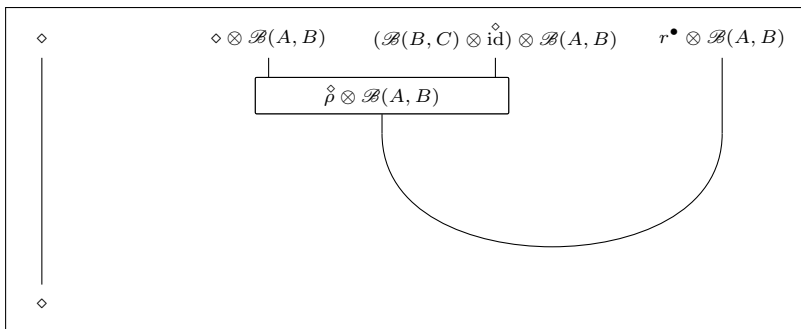 ⋄ ⋄ ⊗ ℬ(A, B) (ℬ(B, C) ⊗ id^⋄) ⊗ ℬ(A, B) r^• ⊗ ℬ(A, B)
ρ̊^⋄ ⊗ ℬ(A, B)
⋄